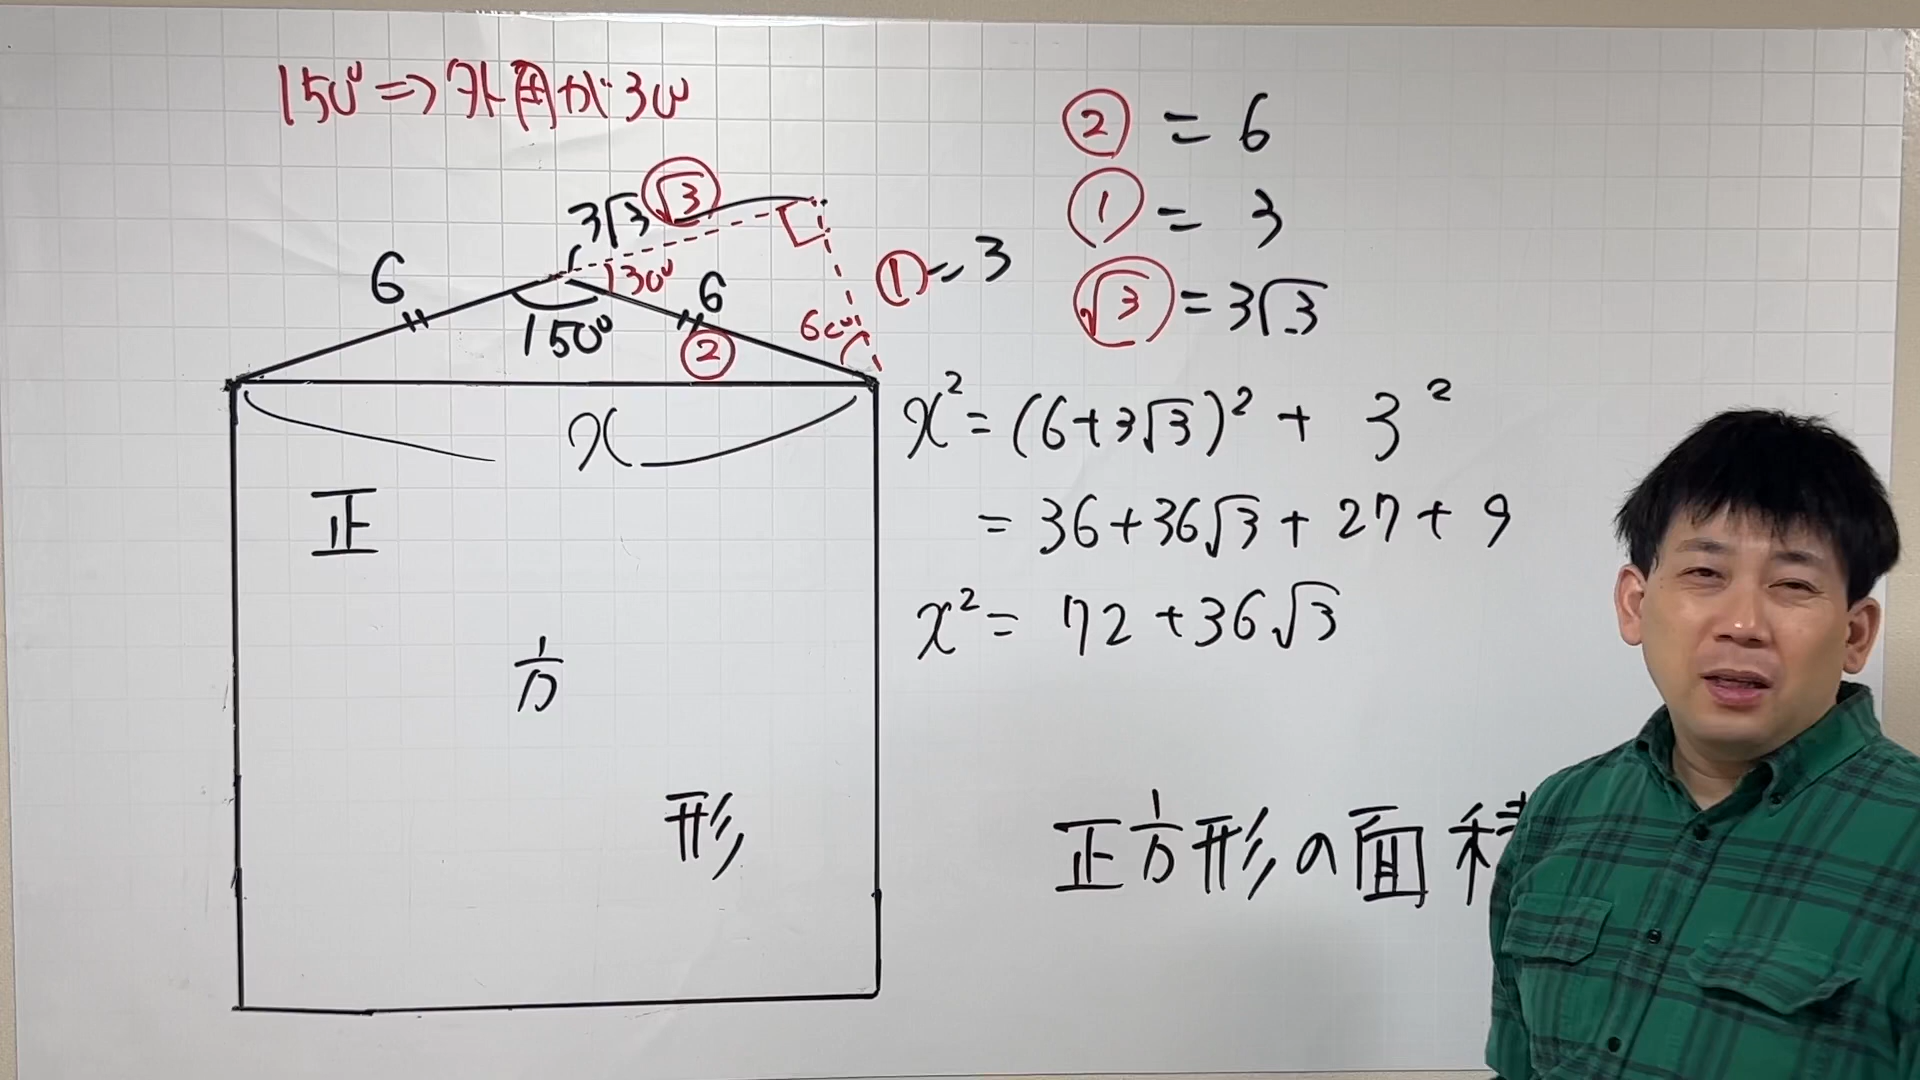 150°⇒外角が30°
② = 6
① = 3
√3 = 3√3
3√3
√3
6
30°
6
①=3
150°
②
60°
x
x²=(6+3√3)²+3²
=36+36√3+27+9
x²=72+36√3
正
方
形
正方形の面積